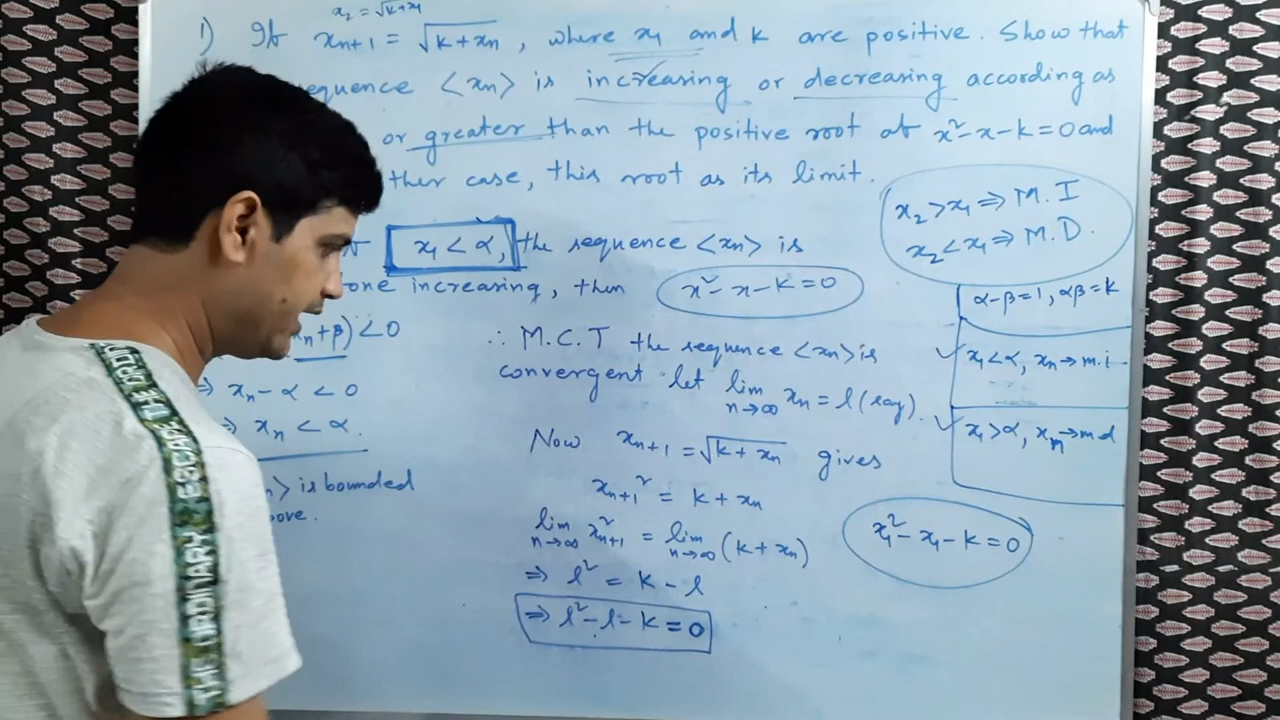 x₂ = √k+x₁
1) If xₙ₊₁ = √k+xₙ, where x₁ and k are positive. Show that
equence <xₙ> is increasing or decreasing according as
or greater than the positive root of x²-x-k=0 and
ther case, this root as its limit.
x₂>x₁ ⇒ M.I
x₂<x₁ ⇒ M.D.
x₁ < α, the sequence <xₙ> is
one increasing, then x²-x-k=0
α-β=1, αβ=k
xₙ+β) <0
∴ M.C.T the sequence <xₙ> is
convergent let lim n→∞ xₙ = l (say).
x₁<α, xₙ→m.i.
⇒ xₙ-α <0
⇒ xₙ < α.
x₁>α, xₙ→m d
Now xₙ₊₁ = √k+xₙ gives
xₙ₊₁² = k+xₙ
> is bounded
ove.
lim n→∞ xₙ₊₁² = lim n→∞ (k+xₙ)
x₁²-x₁-k=0
⇒ l² = k-l
⇒ l²-l-k=0
THE ORDINARY ESCAPE THE ORDI